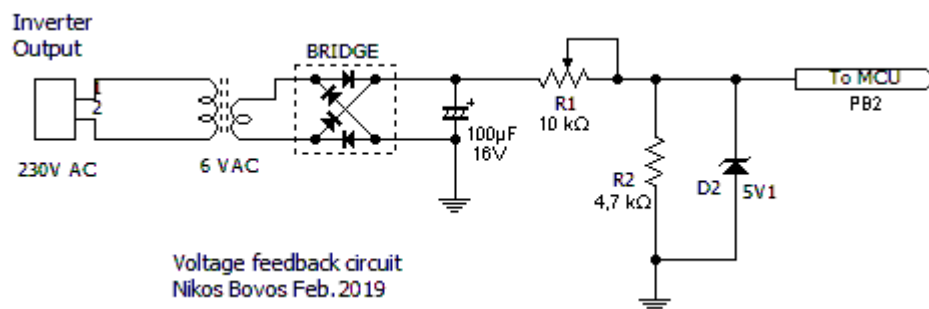 Inverter
Output
BRIDGE
1
2
230V AC
6 VAC
+
100µF
16V
R1
10 kΩ
To MCU
PB2
R2
4,7 kΩ
D2
5V1
Voltage feedback circuit
Nikos Bovos Feb.2019